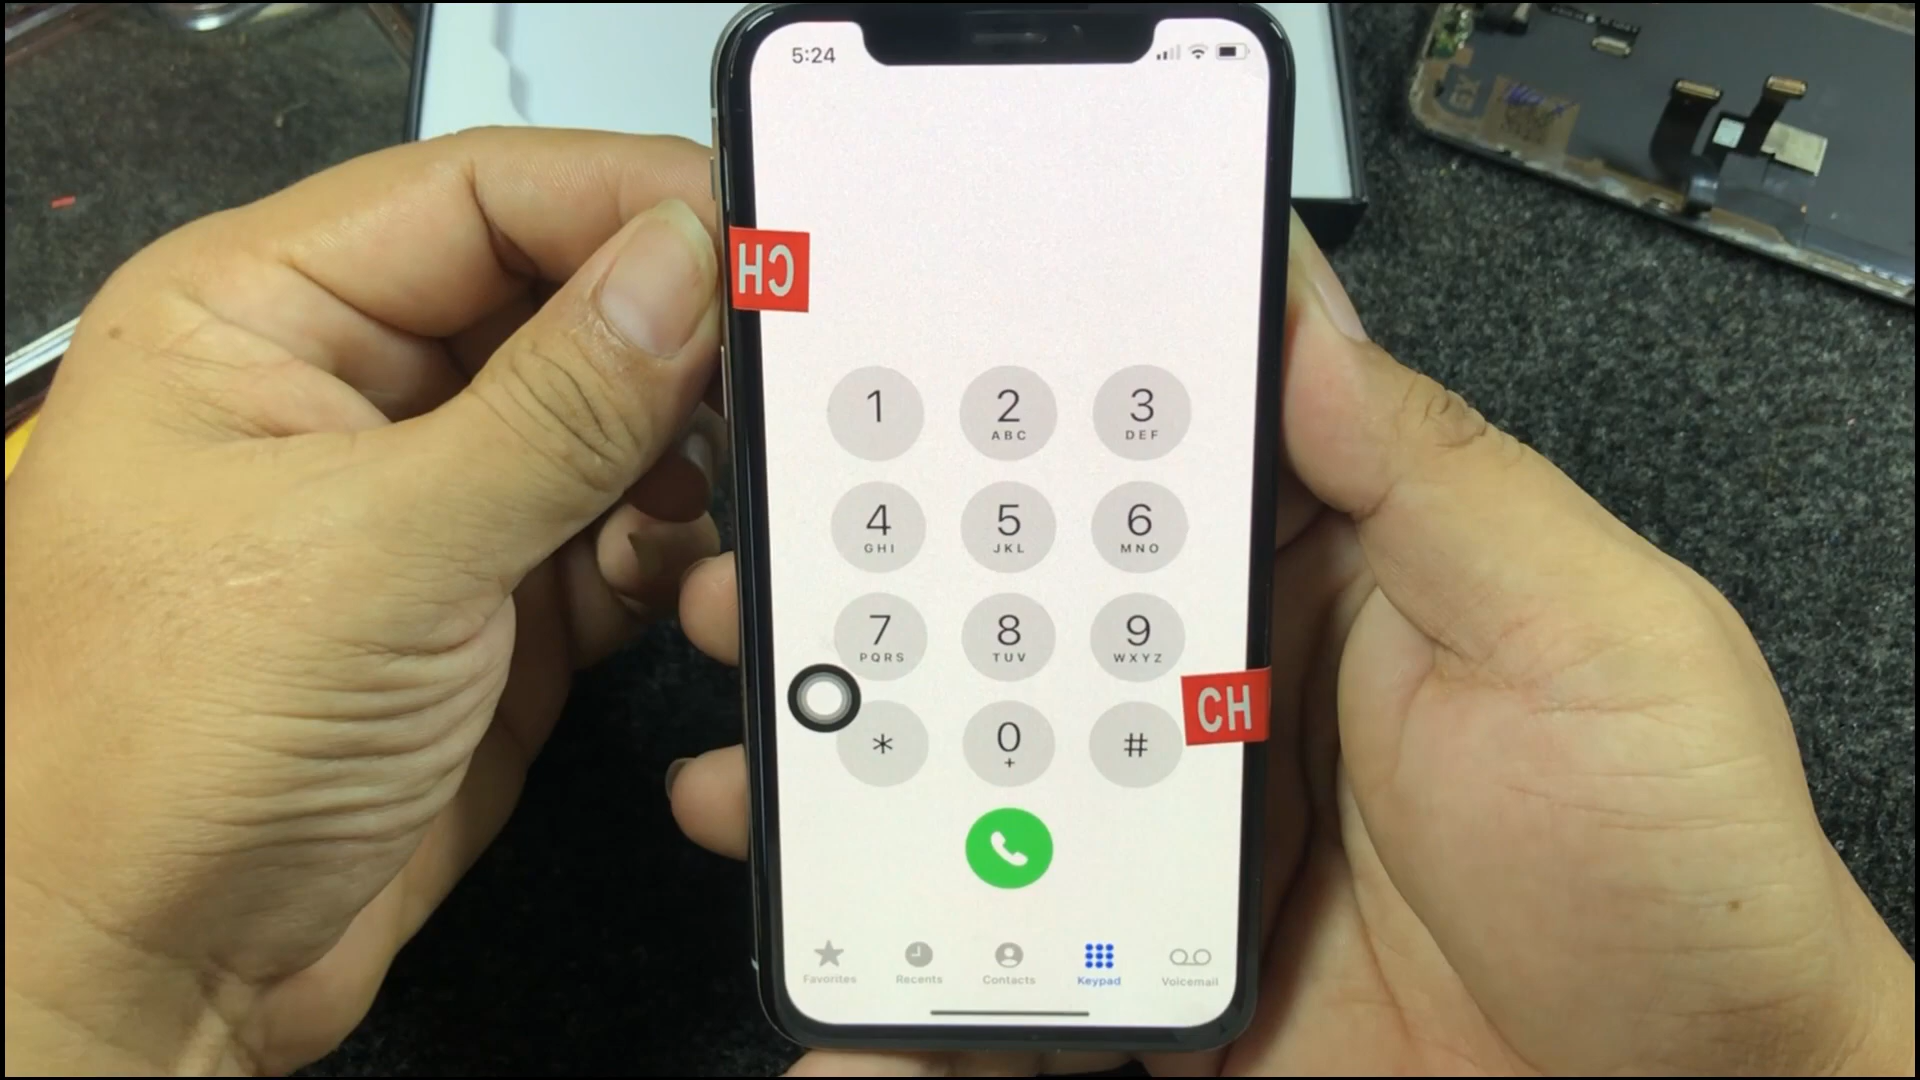 5:24
CH
1
2
ABC
3
DEF
4
GHI
5
JKL
6
MNO
7
PQRS
8
TUV
9
WXYZ
CH
*
0
+
#
Favorites
Recents
Contacts
Keypad
Voicemail